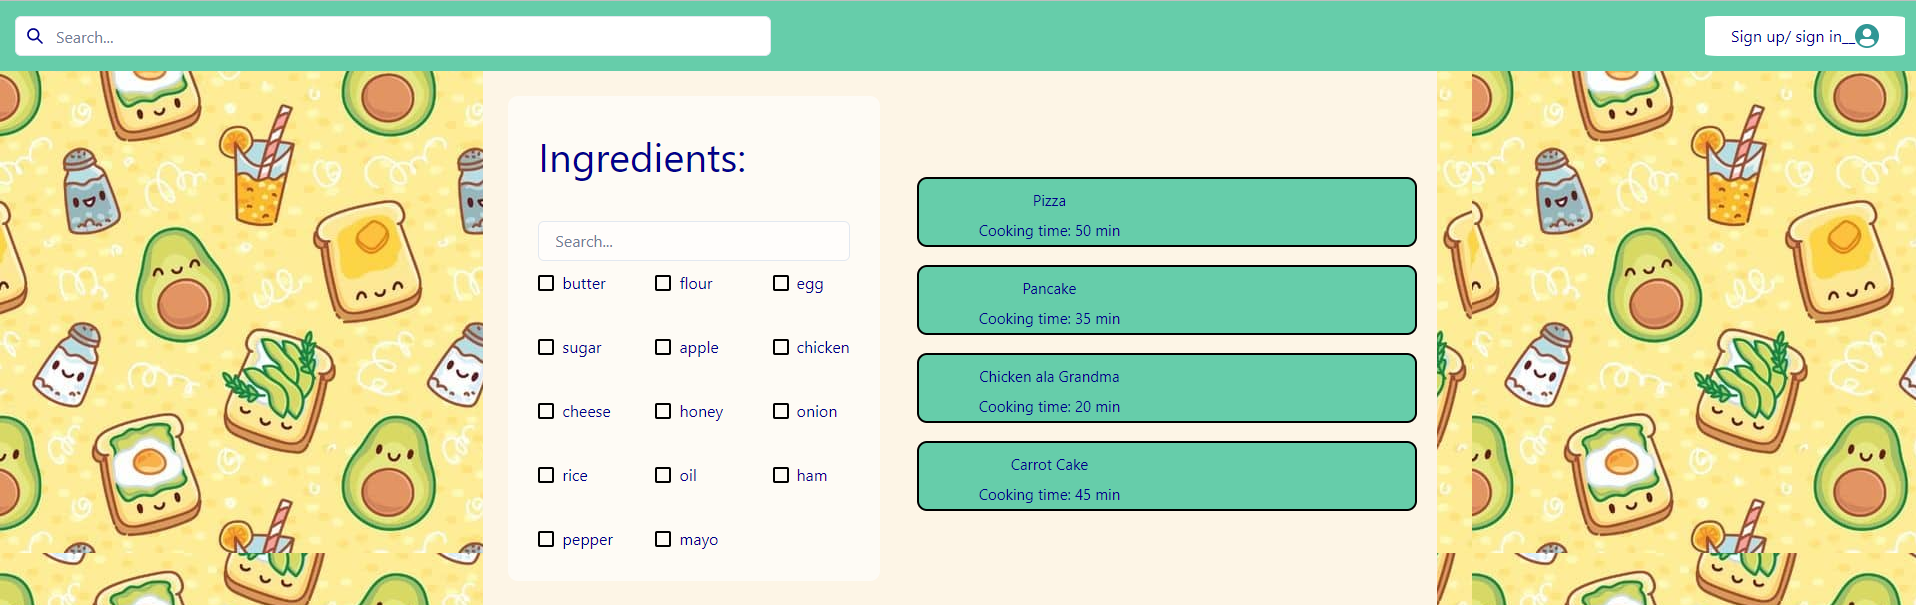 Search...
Sign up/ sign in__
Ingredients:
Search...
butter flour egg
sugar apple chicken
cheese honey onion
rice oil ham
pepper mayo
Pizza
Cooking time: 50 min
Pancake
Cooking time: 35 min
Chicken ala Grandma
Cooking time: 20 min
Carrot Cake
Cooking time: 45 min